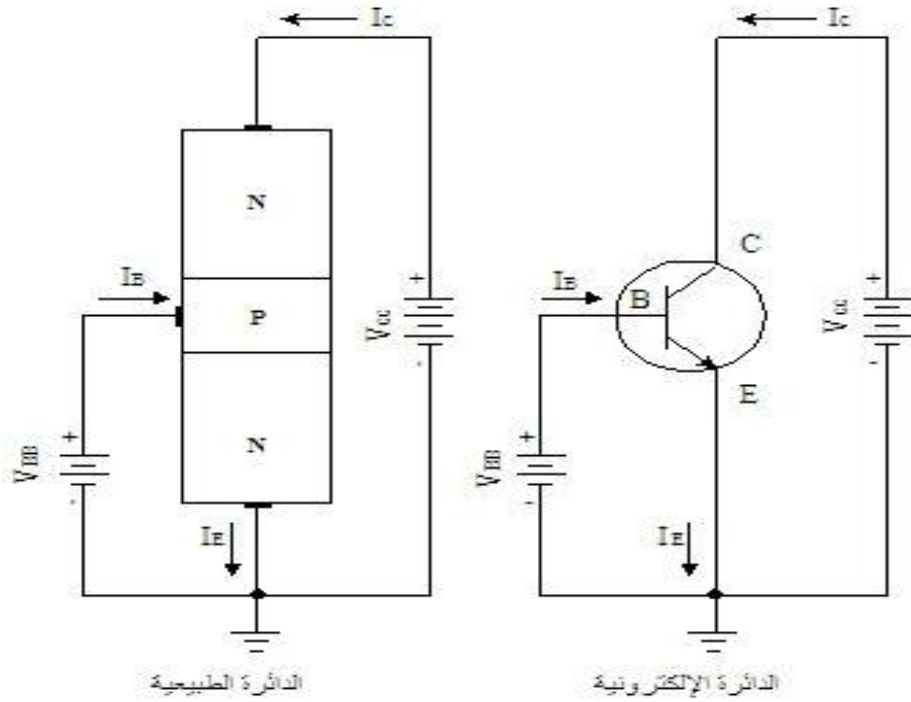 Ic
Ic
N
C
IB
+
IB
B
+
P
Vcc
Vcc
-
-
E
+
N
+
VBB
VBB
-
-
IE
IE
الدائرة الطبيعية
الدائرة الإلكترونية